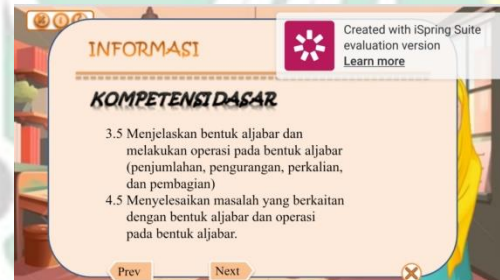 INFORMASI
Created with iSpring Suite
evaluation version
Learn more
KOMPETENSI DASAR
3.5 Menjelaskan bentuk aljabar dan
melakukan operasi pada bentuk aljabar
(penjumlahan, pengurangan, perkalian,
dan pembagian)
4.5 Menyelesaikan masalah yang berkaitan
dengan bentuk aljabar dan operasi
pada bentuk aljabar.
Prev
Next